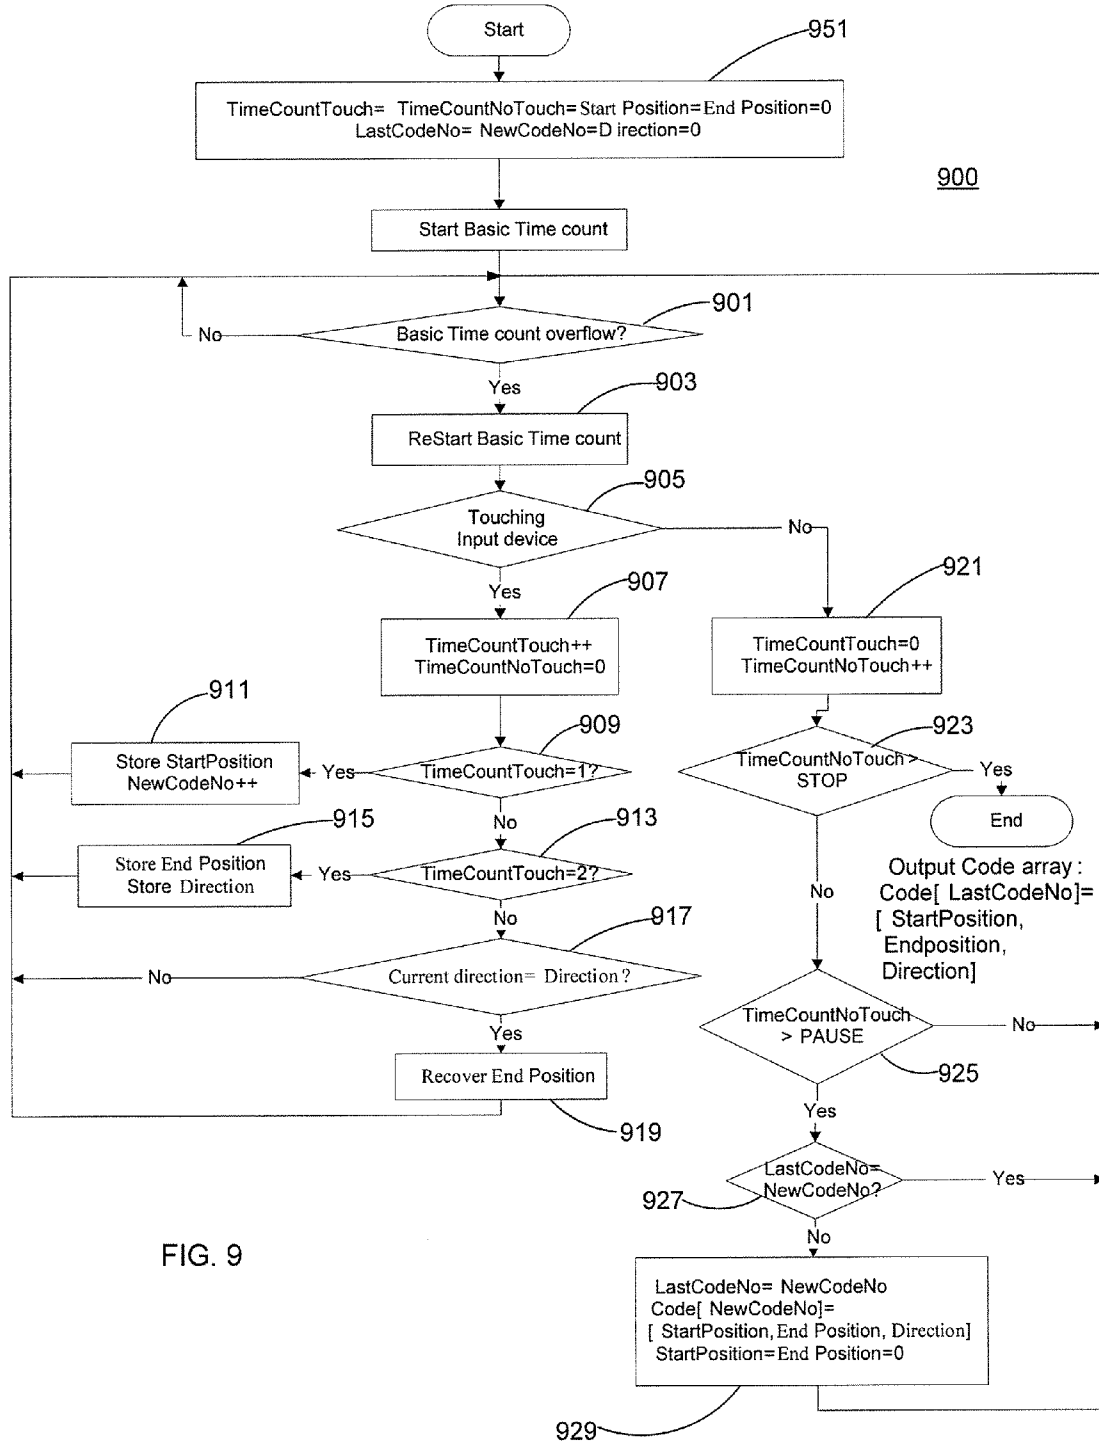 Start
951
TimeCountTouch= TimeCountNoTouch=Start Position=End Position=0
LastCodeNo= NewCodeNo=D irection=0
900
Start Basic Time count
901
Basic Time count overflow?
No
Yes
903
ReStart Basic Time count
905
Touching
Input device
No
Yes
907
921
TimeCountTouch++
TimeCountNoTouch=0
TimeCountTouch=0
TimeCountNoTouch++
911
909
923
Store StartPosition
NewCodeNo++
Yes
TimeCountTouch=1?
TimeCountNoTouch >
STOP
Yes
No
915
913
End
Store End Position
Store Direction
Yes
TimeCountTouch=2?
Output Code array :
Code[ LastCodeNo]=
[ StartPosition,
Endposition,
Direction]
No
No
917
Current direction= Direction ?
No
Yes
TimeCountNoTouch
> PAUSE
No
925
Recover End Position
919
Yes
LastCodeNo=
NewCodeNo?
Yes
927
No
FIG. 9
LastCodeNo= NewCodeNo
Code[ NewCodeNo]=
[ StartPosition, End Position, Direction]
StartPosition=End Position=0
929